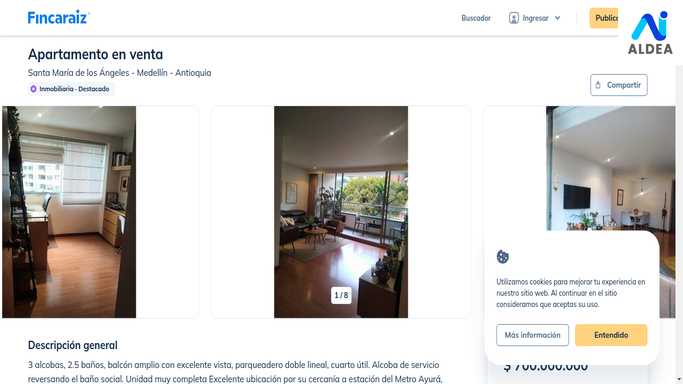 Fincaraiz
Buscador
Ingresar
Public
ALDEA
Apartamento en venta
Santa María de los Ángeles - Medellín - Antioquia
Inmobiliaria - Destacado
Compartir
1 / 8
Utilizamos cookies para mejorar tu experiencia en
nuestro sitio web. Al continuar en el sitio
consideramos que aceptas su uso.
Más información
Entendido
$ 700.000.000
Descripción general
3 alcobas, 2.5 baños, balcón amplio con excelente vista, parqueadero doble lineal, cuarto útil. Alcoba de servicio
reversando el baño social. Unidad muy completa Excelente ubicación por su cercanía a estación del Metro Ayurá,